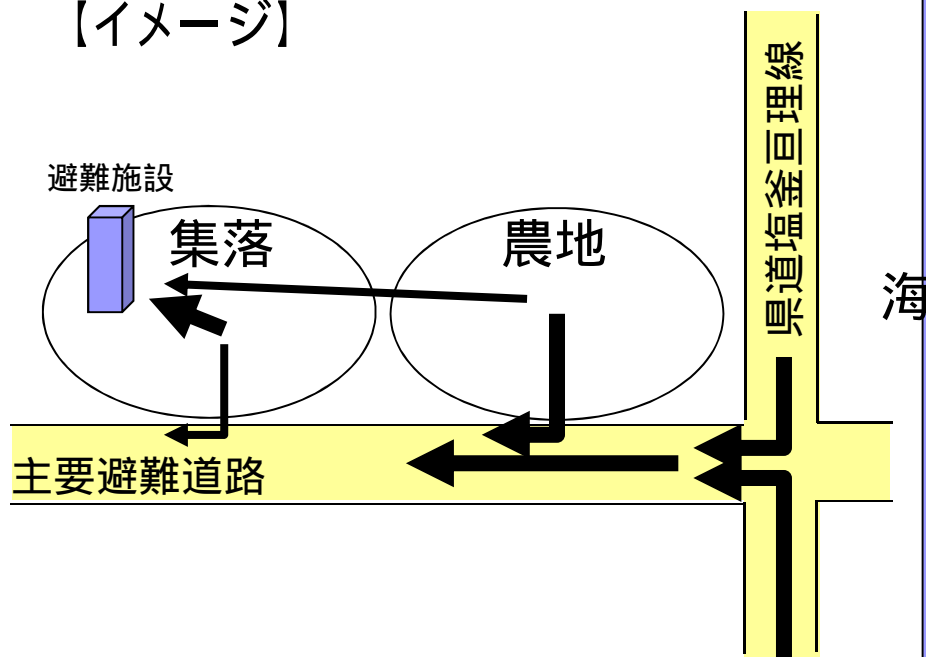 【イメージ】
避難施設
集落
農地
県道塩釜亘理線
海
主要避難道路